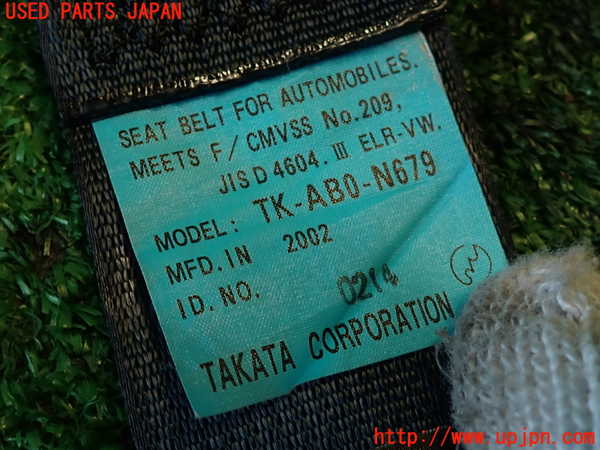 USED PARTS JAPAN
SEAT BELT FOR AUTOMOBILES.
MEETS F/CMVSS No.209,
JIS D 4604. III. ELR-VW.
MODEL: TK-AB0-N679
MFD. IN 2002
ID. NO. 0214
TAKATA CORPORATION
http://www.upjpn.com